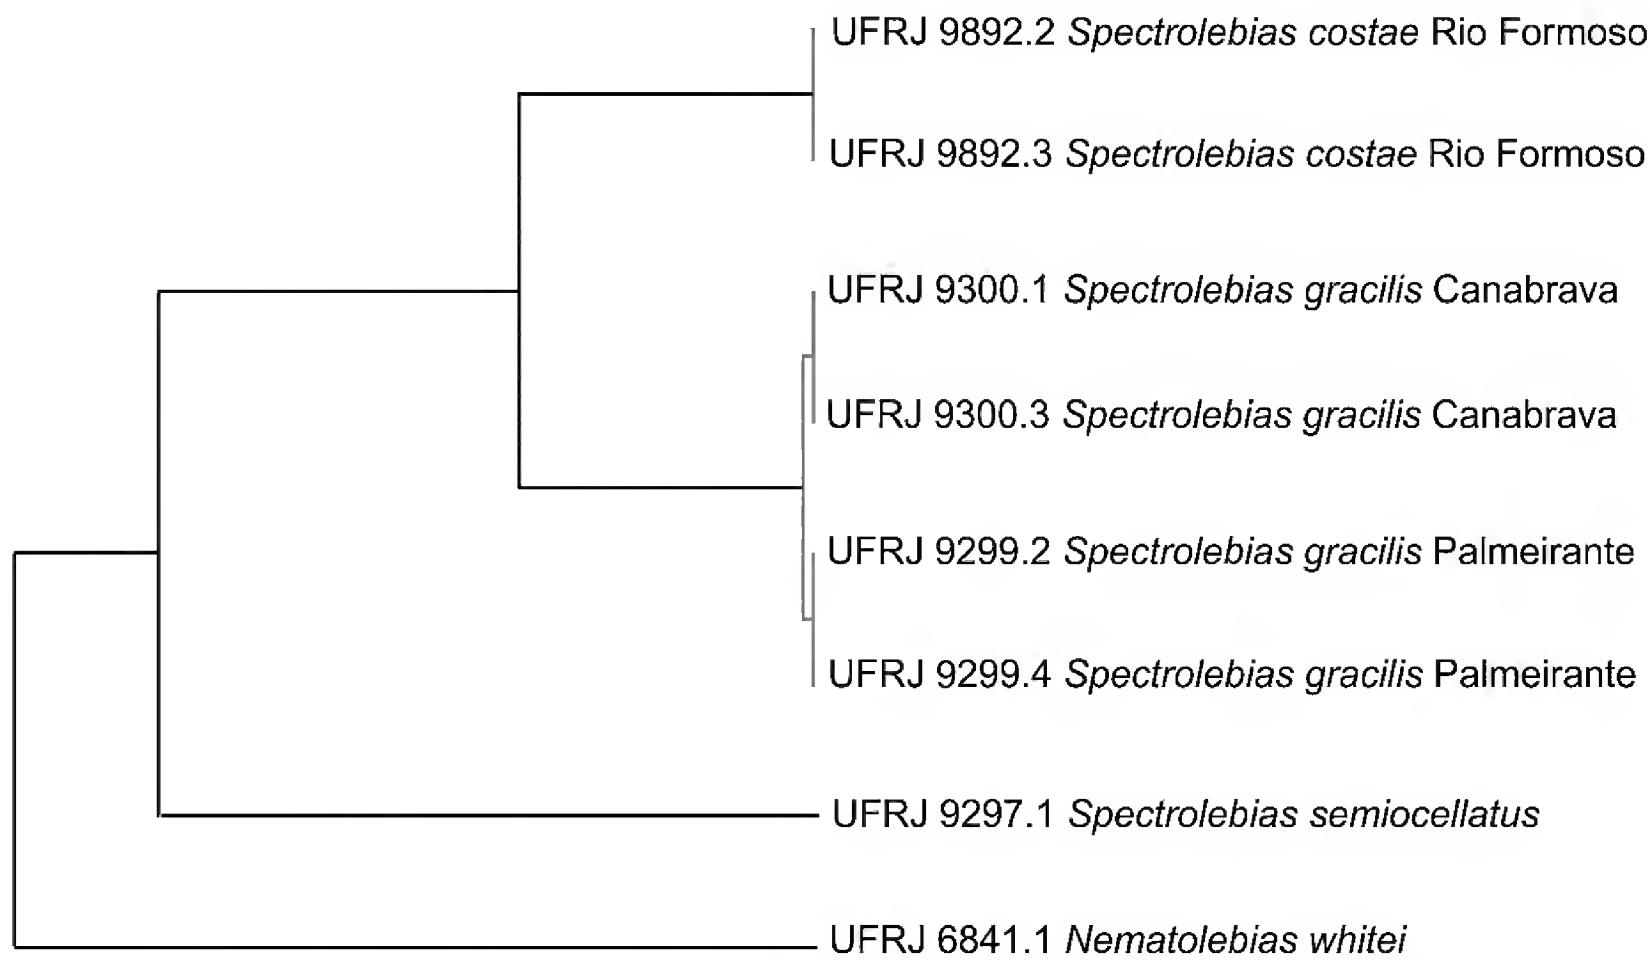 UFRJ 9892.2 Spectrolebias costae Rio Formoso
UFRJ 9892.3 Spectrolebias costae Rio Formoso
UFRJ 9300.1 Spectrolebias gracilis Canabrava
UFRJ 9300.3 Spectrolebias gracilis Canabrava
UFRJ 9299.2 Spectrolebias gracilis Palmeirante
UFRJ 9299.4 Spectrolebias gracilis Palmeirante
UFRJ 9297.1 Spectrolebias semiocellatus
UFRJ 6841.1 Nematolebias whitei